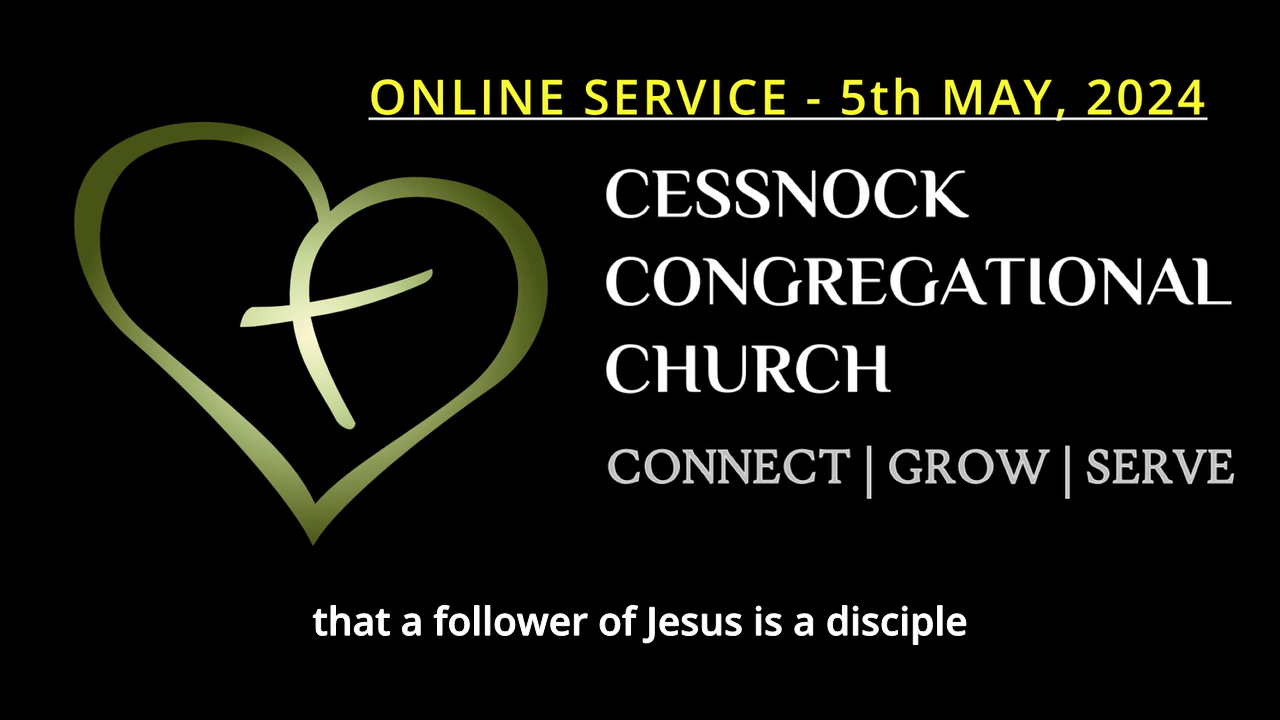 ONLINE SERVICE - 5th MAY, 2024
CESSNOCK
CONGREGATIONAL
CHURCH
CONNECT | GROW | SERVE
that a follower of Jesus is a disciple